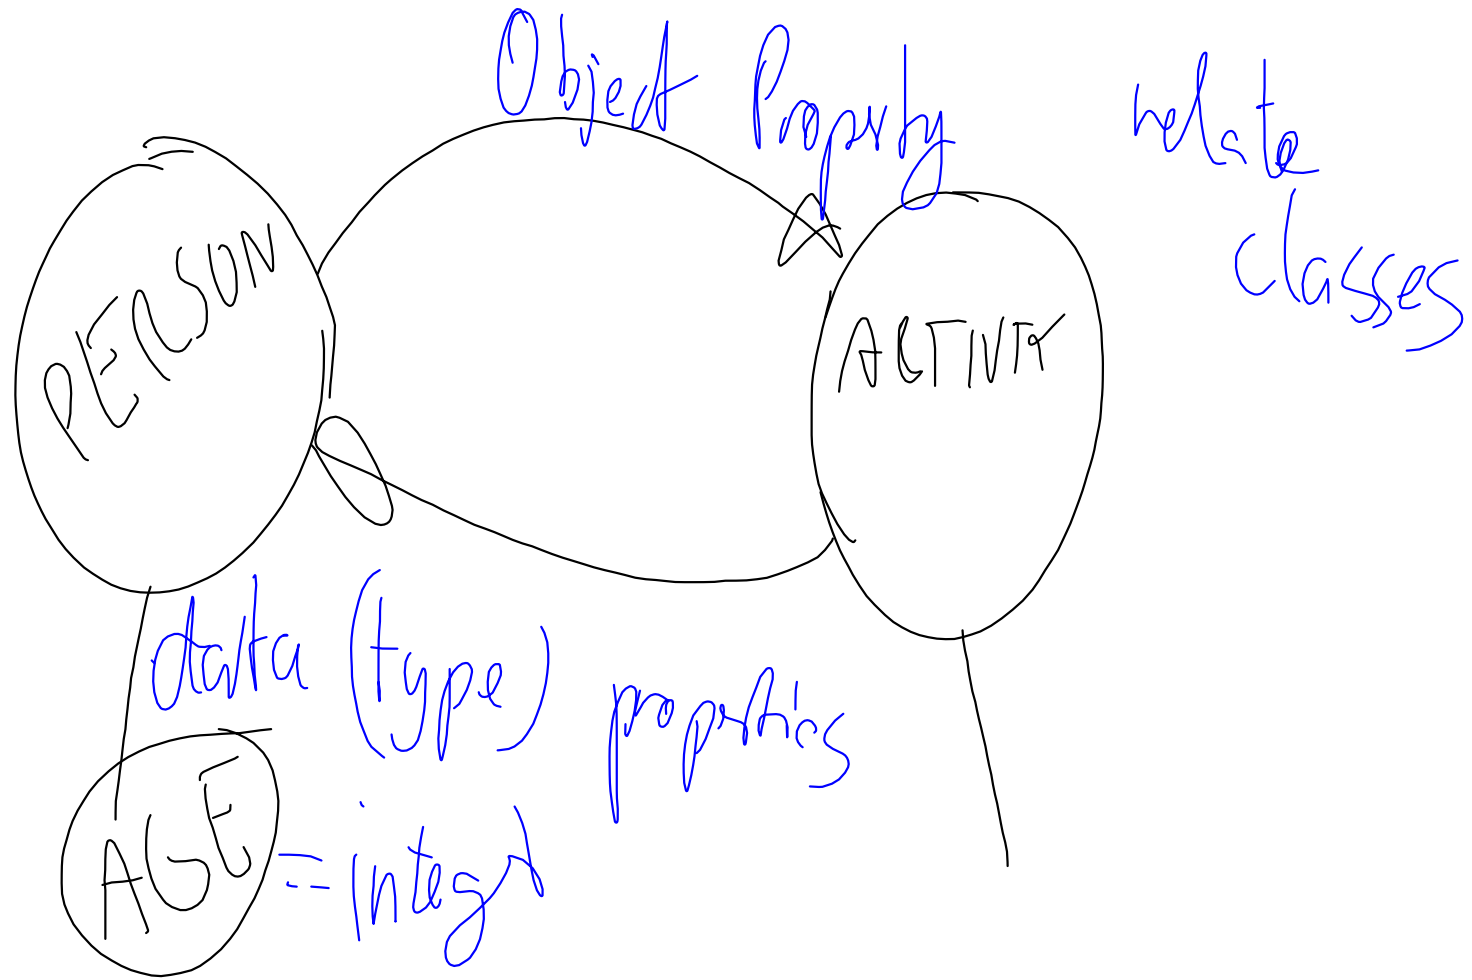 Object Property
relate
classes
PERSON
ACTIVITY
data (type) properties
AGE = integer